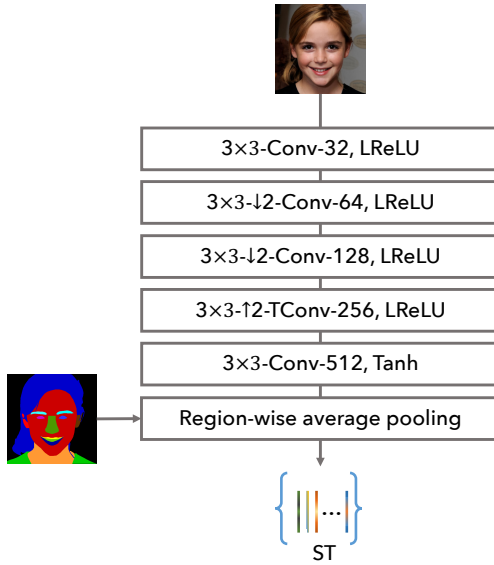 3×3-Conv-32, LReLU
3×3-↓2-Conv-64, LReLU
3×3-↓2-Conv-128, LReLU
3×3-↑2-TConv-256, LReLU
3×3-Conv-512, Tanh
Region-wise average pooling
{ ... }
ST